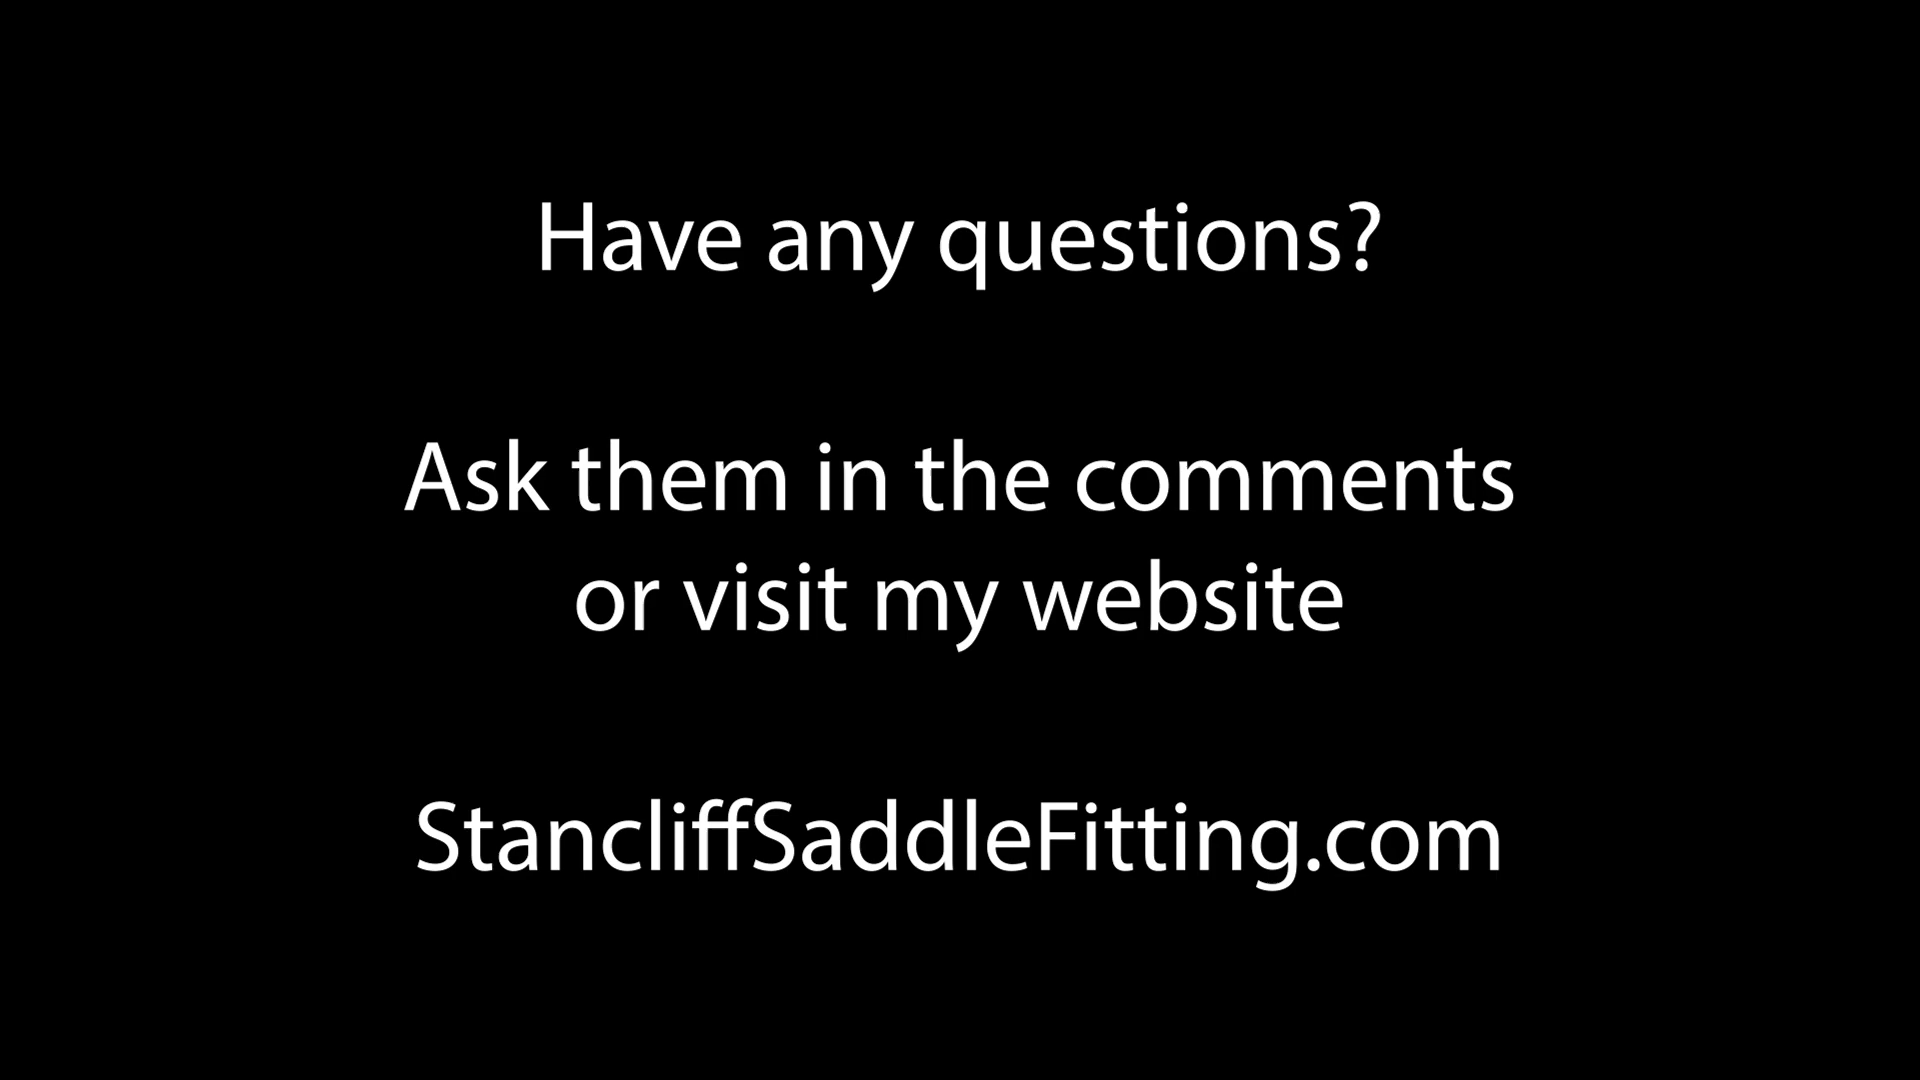 Have any questions?
Ask them in the comments
or visit my website
StancliffSaddleFitting.com